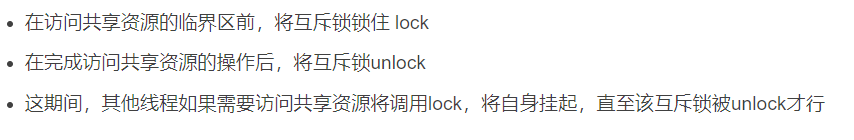 在访问共享资源的临界区前，将互斥锁锁住 lock
在完成访问共享资源的操作后，将互斥锁unlock
这期间，其他线程如果需要访问共享资源将调用lock，将自身挂起，直至该互斥锁被unlock才行